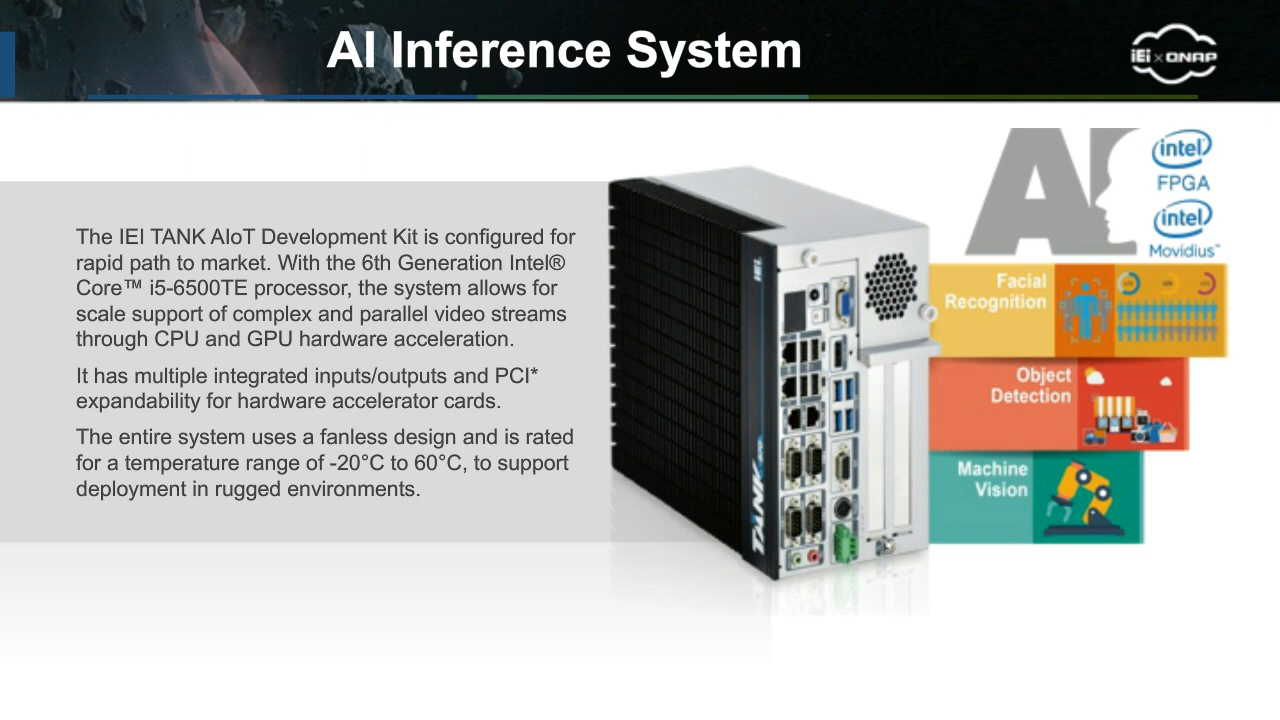 AI Inference System
iEi x QNAP
The IEI TANK AIoT Development Kit is configured for
rapid path to market. With the 6th Generation Intel®
Core™ i5-6500TE processor, the system allows for
scale support of complex and parallel video streams
through CPU and GPU hardware acceleration.
It has multiple integrated inputs/outputs and PCI*
expandability for hardware accelerator cards.
The entire system uses a fanless design and is rated
for a temperature range of -20°C to 60°C, to support
deployment in rugged environments.
iEi
TANK
AI
intel
FPGA
intel
Movidius™
Facial
Recognition
Object
Detection
Machine
Vision